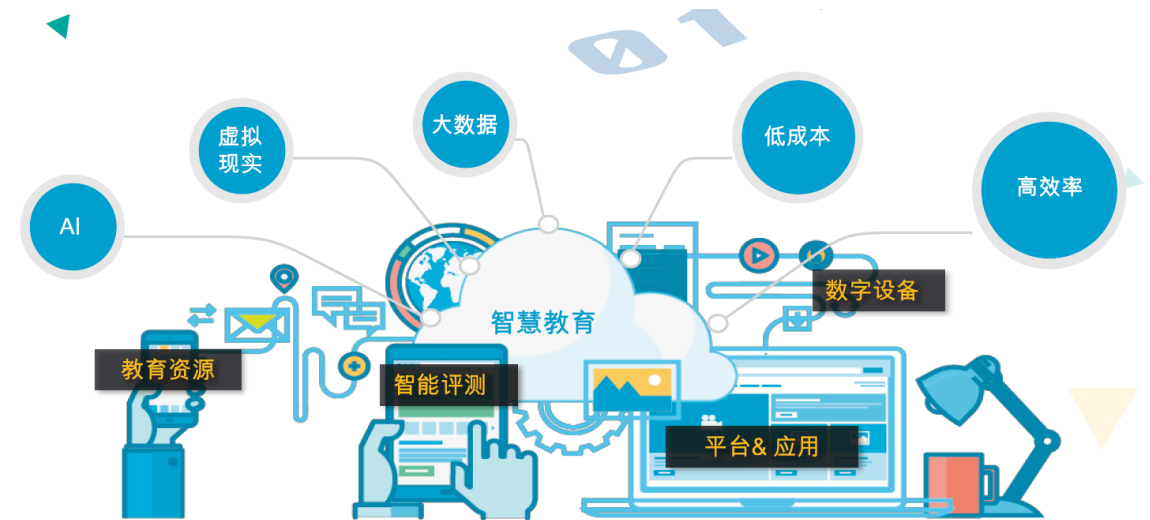 01
大数据
虚拟
现实
低成本
高效率
AI
数字设备
智慧教育
教育资源
智能评测
平台& 应用